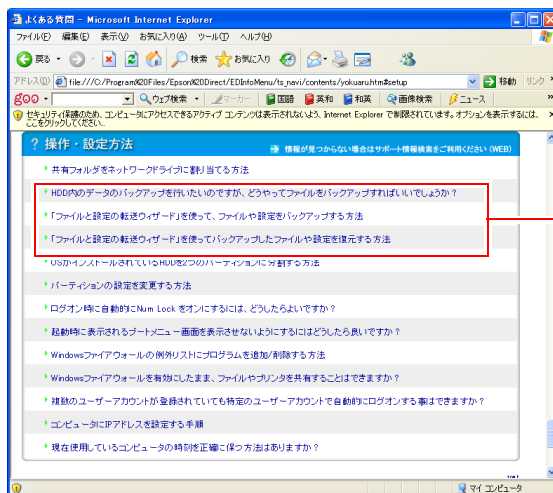 よくある質問 - Microsoft Internet Explorer
ファイル(F) 編集(E) 表示(V) お気に入り(A) ツール(T) ヘルプ(H)
戻る 検索 お気に入り
アドレス(D) file:///C:/Program%20Files/Epson%20Direct/EDInfoMenu/ts_navi/contents/yokuaru.htm#setup 移動 リンク
goo ウェブ検索 マーカー 国語 英和 和英 画像検索 ニュース
セキュリティ保護のため、コンピュータにアクセスできるアクティブ コンテンツは表示されないよう、Internet Explorer で制限されています。オプションを表示するには、
ここをクリックしてください...
? 操作・設定方法 情報が見つからない場合はサポート情報検索をご利用ください (WEB)
共有フォルダをネットワークドライブに割り当てる方法
HDD内のデータのバックアップを行いたいのですが、どうやってファイルをバックアップすればいいでしょうか？
「ファイルと設定の転送ウィザード」を使って、ファイルや設定をバックアップする方法
「ファイルと設定の転送ウィザード」を使ってバックアップしたファイルや設定を復元する方法
OSがインストールされているHDDを2つのパーティションに分割する方法
パーティションの設定を変更する方法
ログオン時に自動的にNum Lock をオンにするには、どうしたらよいですか？
起動時に表示されるブートメニュー画面を表示させないようにするにはどうしたら良いですか？
Windowsファイアウォールの例外リストにプログラムを追加/削除する方法
Windowsファイアウォールを有効にしたまま、ファイルやプリンタを共有することはできますか？
複数のユーザーアカウントが登録されていても特定のユーザーアカウントで自動的にログオンする事はできますか？
コンピュータにIPアドレスを設定する手順
現在使用しているコンピュータの時刻を正確に保つ方法はありますか？
マイ コンピュータ